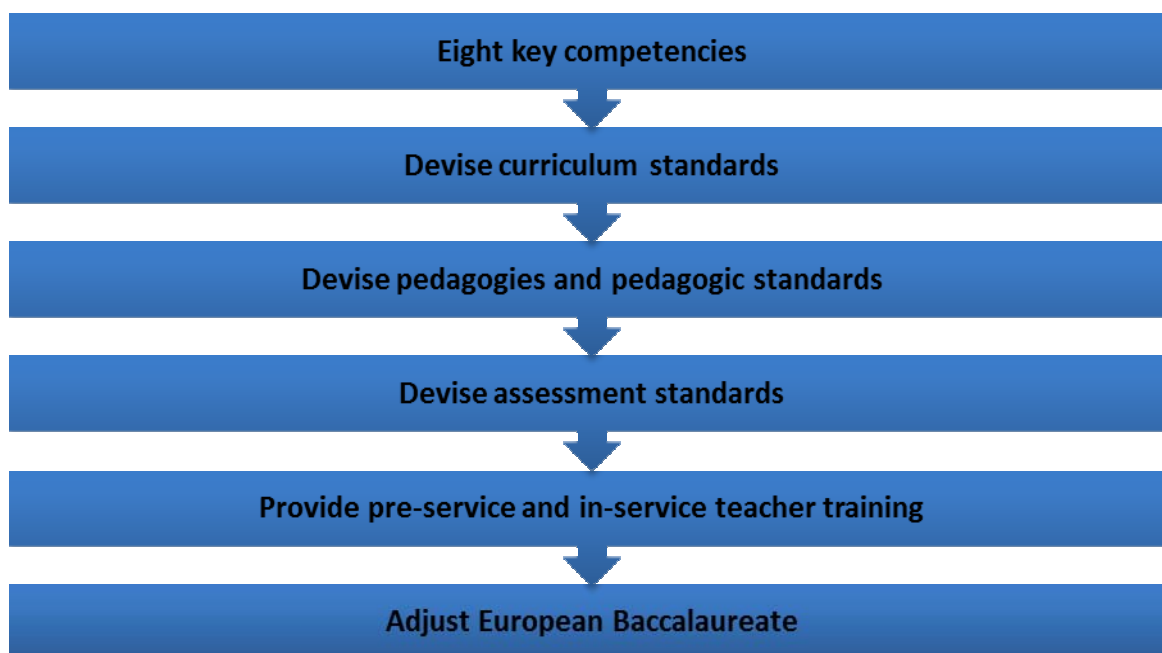 Eight key competencies
Devise curriculum standards
Devise pedagogies and pedagogic standards
Devise assessment standards
Provide pre-service and in-service teacher training
Adjust European Baccalaureate